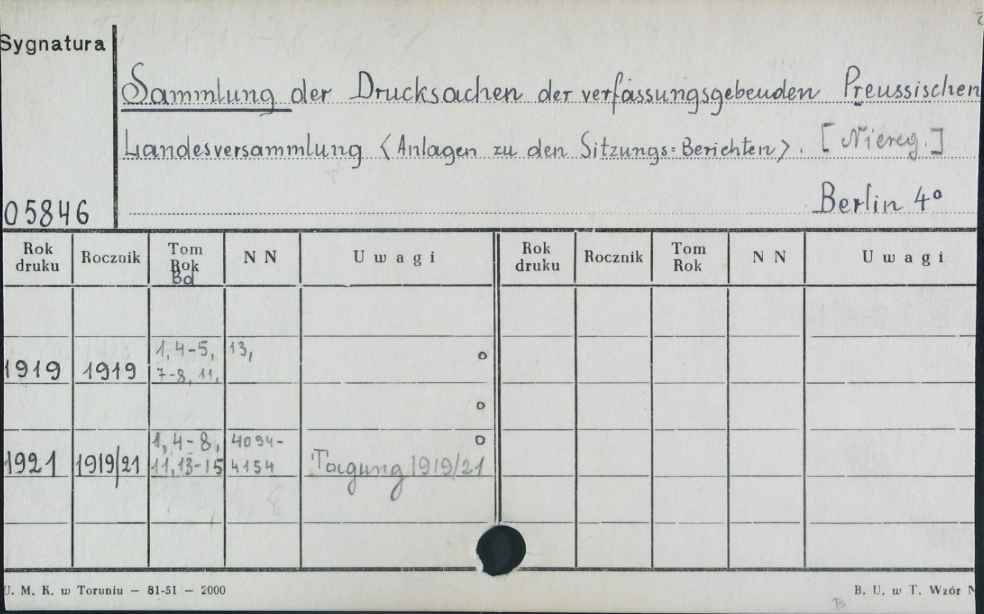 Sygnatura
Sammlung der Drucksachen der verfassungsgebenden Preussischen
Landesversammlung <Anlagen zu den Sitzungs=Berichten>. [Niereg.]
05846 Berlin 4°
Rok druku Rocznik Tom Rok Bd N N Uwagi Rok druku Rocznik Tom Rok N N Uwagi
1, 4-5, 13,
1919 1919 7-8, 11,
1, 4-8, 4094-
1921 1919/21 11, 13-15 4154 Tagung 1919/21
U. M. K. w Toruniu — 81-51 — 2000 B. U. w T. Wzór N